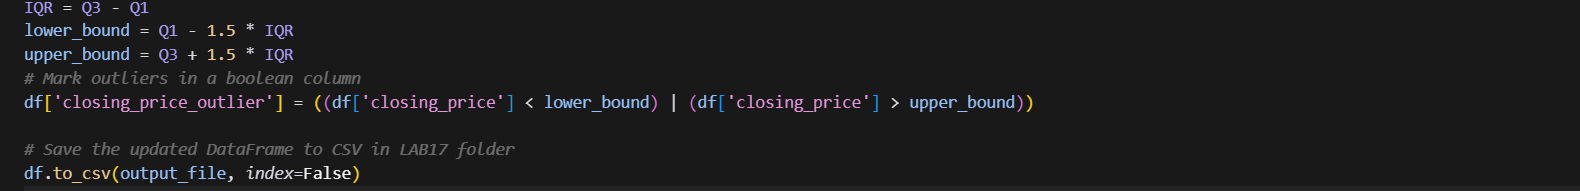 IQR = Q3 - Q1
lower_bound = Q1 - 1.5 * IQR
upper_bound = Q3 + 1.5 * IQR
# Mark outliers in a boolean column
df['closing_price_outlier'] = ((df['closing_price'] < lower_bound) | (df['closing_price'] > upper_bound))
# Save the updated DataFrame to CSV in LAB17 folder
df.to_csv(output_file, index=False)